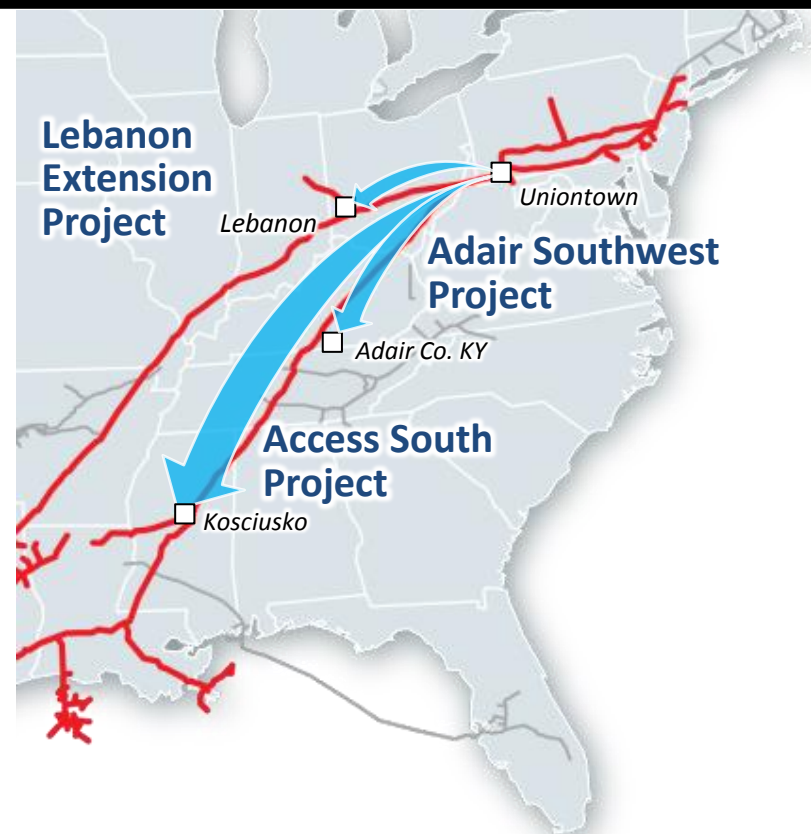 Lebanon
Extension
Project
Lebanon
Uniontown
Adair Southwest
Project
Adair Co. KY
Access South
Project
Kosciusko